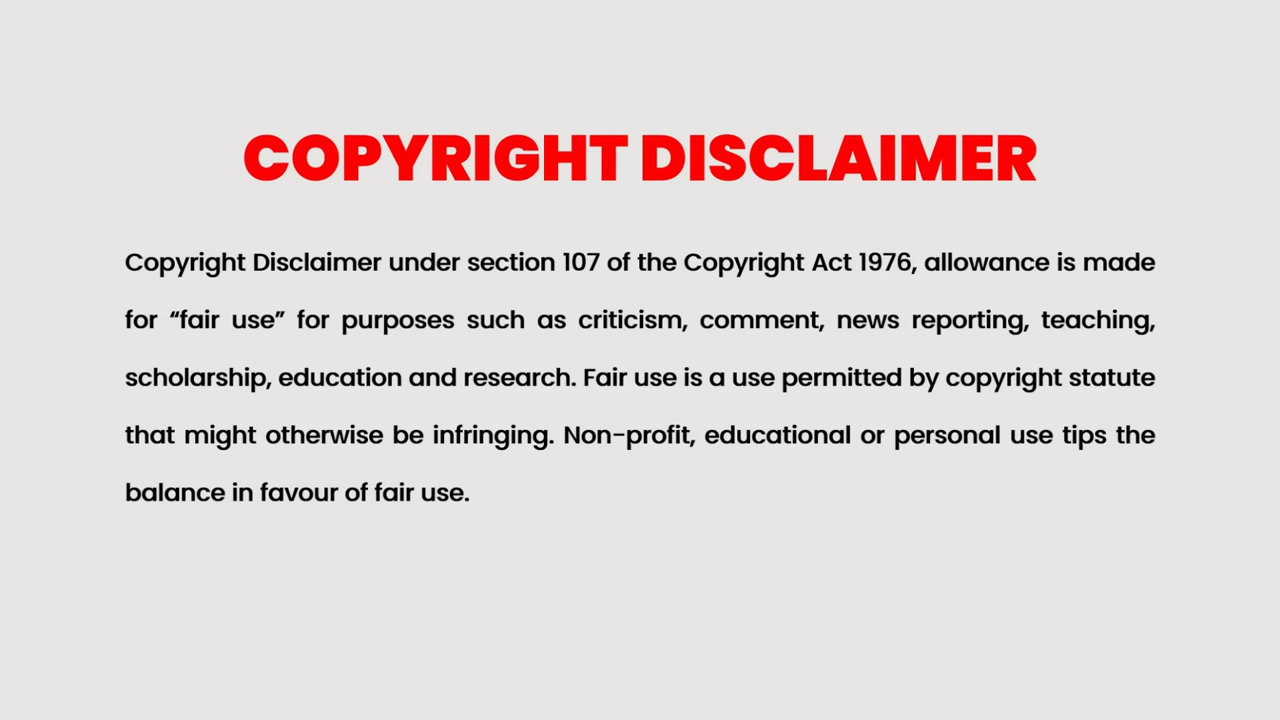 COPYRIGHT DISCLAIMER
Copyright Disclaimer under section 107 of the Copyright Act 1976, allowance is made
for “fair use” for purposes such as criticism, comment, news reporting, teaching,
scholarship, education and research. Fair use is a use permitted by copyright statute
that might otherwise be infringing. Non-profit, educational or personal use tips the
balance in favour of fair use.